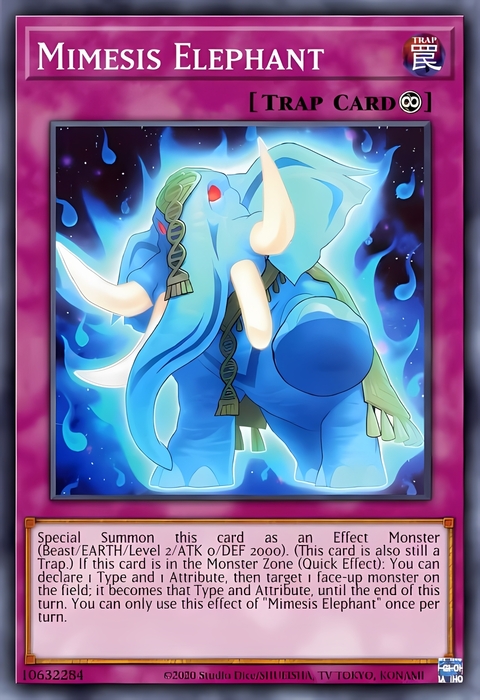 Mimesis Elephant
TRAP
罠
[Trap Card♾]
Special Summon this card as an Effect Monster
(Beast/EARTH/Level 2/ATK 0/DEF 2000). (This card is also still a
Trap.) If this card is in the Monster Zone (Quick Effect): You can
declare 1 Type and 1 Attribute, then target 1 face-up monster on
the field; it becomes that Type and Attribute, until the end of this
turn. You can only use this effect of "Mimesis Elephant" once per
turn.
10632284 ©2020 Studio Dice/SHUEISHA, TV TOKYO, KONAMI